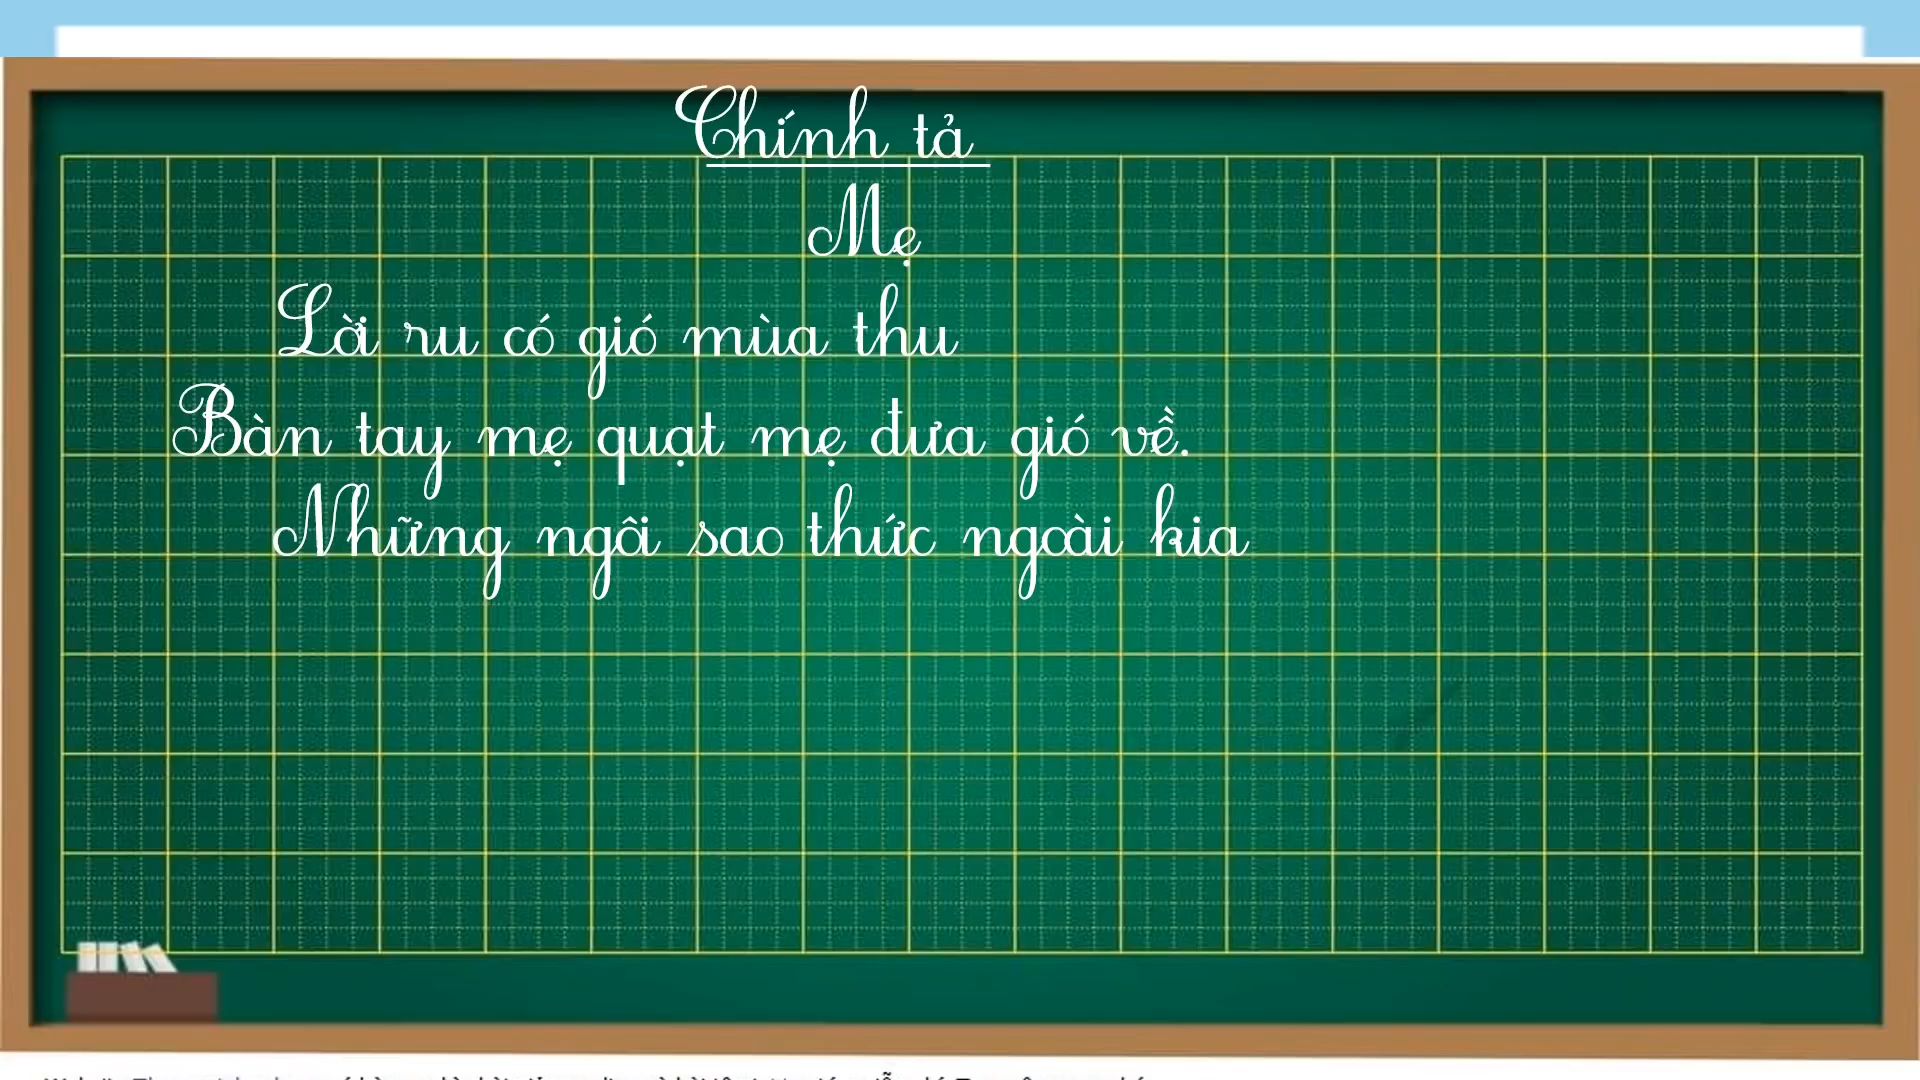 Chính tả
Mẹ
Lời ru có gió mùa thu
Bàn tay mẹ quạt mẹ đưa gió về.
Những ngôi sao thức ngoài kia